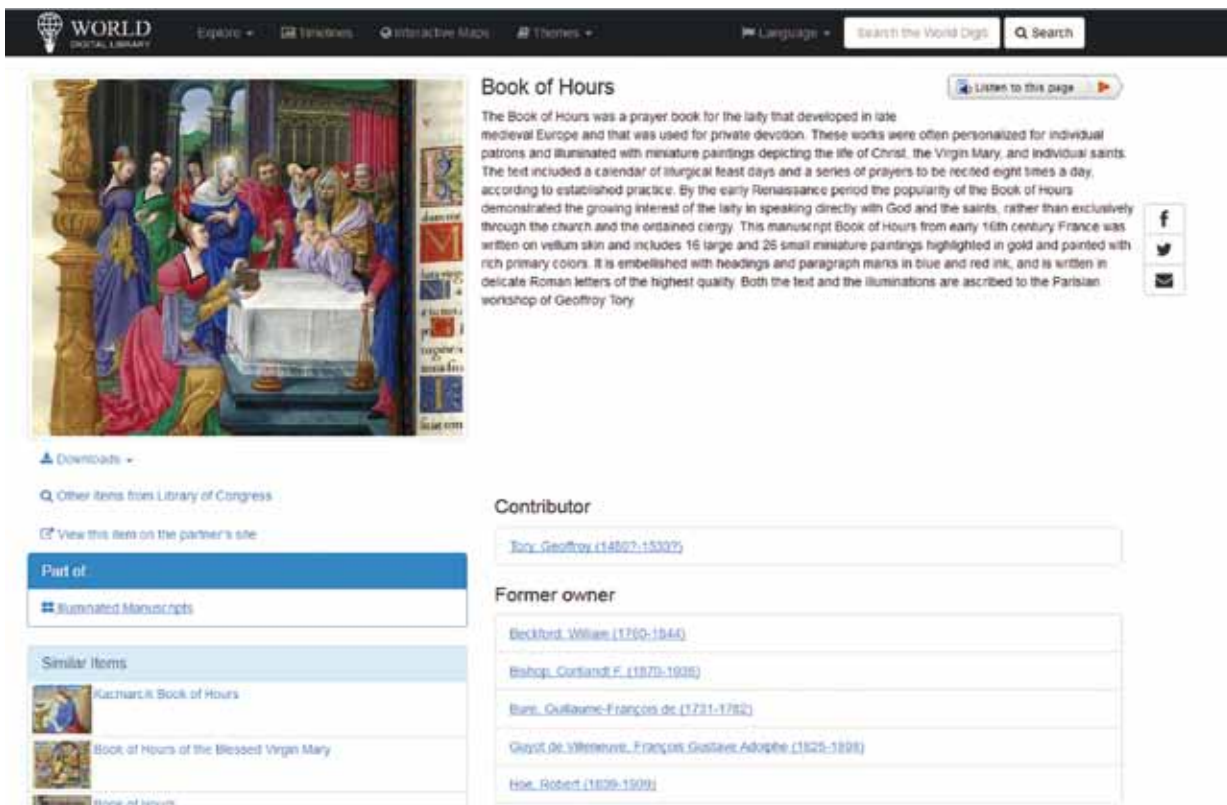 WORLD
DIGITAL LIBRARY
Explore
Timelines
Interactive Maps
Themes
Language
Search the World Digit
Search
Book of Hours
Listen to this page
The Book of Hours was a prayer book for the laity that developed in late
medieval Europe and that was used for private devotion. These works were often personalized for individual
patrons and illuminated with miniature paintings depicting the life of Christ, the Virgin Mary, and individual saints.
The text included a calendar of liturgical feast days and a series of prayers to be recited eight times a day,
according to established practice. By the early Renaissance period the popularity of the Book of Hours
demonstrated the growing interest of the laity in speaking directly with God and the saints, rather than exclusively
through the church and the ordained clergy. This manuscript Book of Hours from early 16th century France was
written on vellum skin and includes 16 large and 26 small miniature paintings highlighted in gold and painted with
rich primary colors. It is embellished with headings and paragraph marks in blue and red ink, and is written in
delicate Roman letters of the highest quality. Both the text and the illuminations are ascribed to the Parisian
workshop of Geoffroy Tory.
Downloads
Other items from Library of Congress
View this item on the partner's site
Part of
Illuminated Manuscripts
Similar Items
Kacmarcik Book of Hours
Book of Hours of the Blessed Virgin Mary
Book of Hours
Contributor
Tory, Geoffroy (1480?-1533?)
Former owner
Beckford, William (1760-1844)
Bishop, Cortlandt F. (1870-1935)
Bure, Guillaume-François de (1731-1782)
Guyot de Villeneuve, François Gustave Adolphe (1825-1898)
Hoe, Robert (1839-1909)